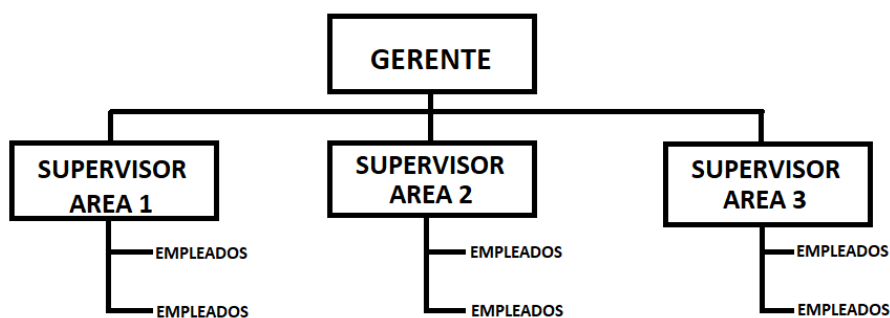 GERENTE
SUPERVISOR
AREA 1
SUPERVISOR
AREA 2
SUPERVISOR
AREA 3
EMPLEADOS
EMPLEADOS
EMPLEADOS
EMPLEADOS
EMPLEADOS
EMPLEADOS